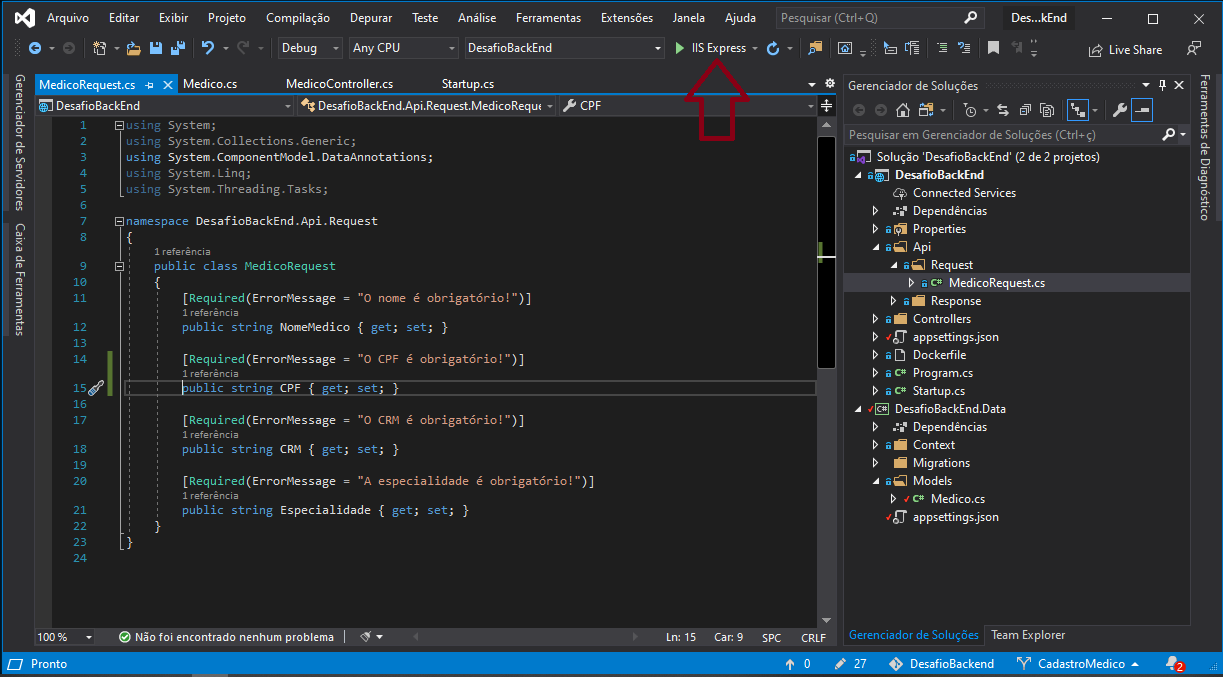 Arquivo Editar Exibir Projeto Compilação Depurar Teste Análise Ferramentas Extensões Janela Ajuda Pesquisar (Ctrl+Q) Des...kEnd
Debug Any CPU DesafioBackEnd IIS Express Live Share
Gerenciador de Servidores
Caixa de Ferramentas
MedicoRequest.cs Medico.cs MedicoController.cs Startup.cs
DesafioBackEnd DesafioBackEnd.Api.Request.MedicoReque CPF
1 using System;
2 using System.Collections.Generic;
3 using System.ComponentModel.DataAnnotations;
4 using System.Linq;
5 using System.Threading.Tasks;
6
7 namespace DesafioBackEnd.Api.Request
8 {
1 referência
9 public class MedicoRequest
10 {
11 [Required(ErrorMessage = "O nome é obrigatório!")]
1 referência
12 public string NomeMedico { get; set; }
13
14 [Required(ErrorMessage = "O CPF é obrigatório!")]
1 referência
15 public string CPF { get; set; }
16
17 [Required(ErrorMessage = "O CRM é obrigatório!")]
1 referência
18 public string CRM { get; set; }
19
20 [Required(ErrorMessage = "A especialidade é obrigatório!")]
1 referência
21 public string Especialidade { get; set; }
22 }
23 }
24
100 % Não foi encontrado nenhum problema Ln: 15 Car: 9 SPC CRLF
Gerenciador de Soluções
Pesquisar em Gerenciador de Soluções (Ctrl+ç)
Solução 'DesafioBackEnd' (2 de 2 projetos)
DesafioBackEnd
Connected Services
Dependências
Properties
Api
Request
MedicoRequest.cs
Response
Controllers
appsettings.json
Dockerfile
Program.cs
Startup.cs
DesafioBackEnd.Data
Dependências
Context
Migrations
Models
Medico.cs
appsettings.json
Gerenciador de Soluções Team Explorer
Ferramentas de Diagnóstico
Pronto 0 27 DesafioBackend CadastroMedico 2